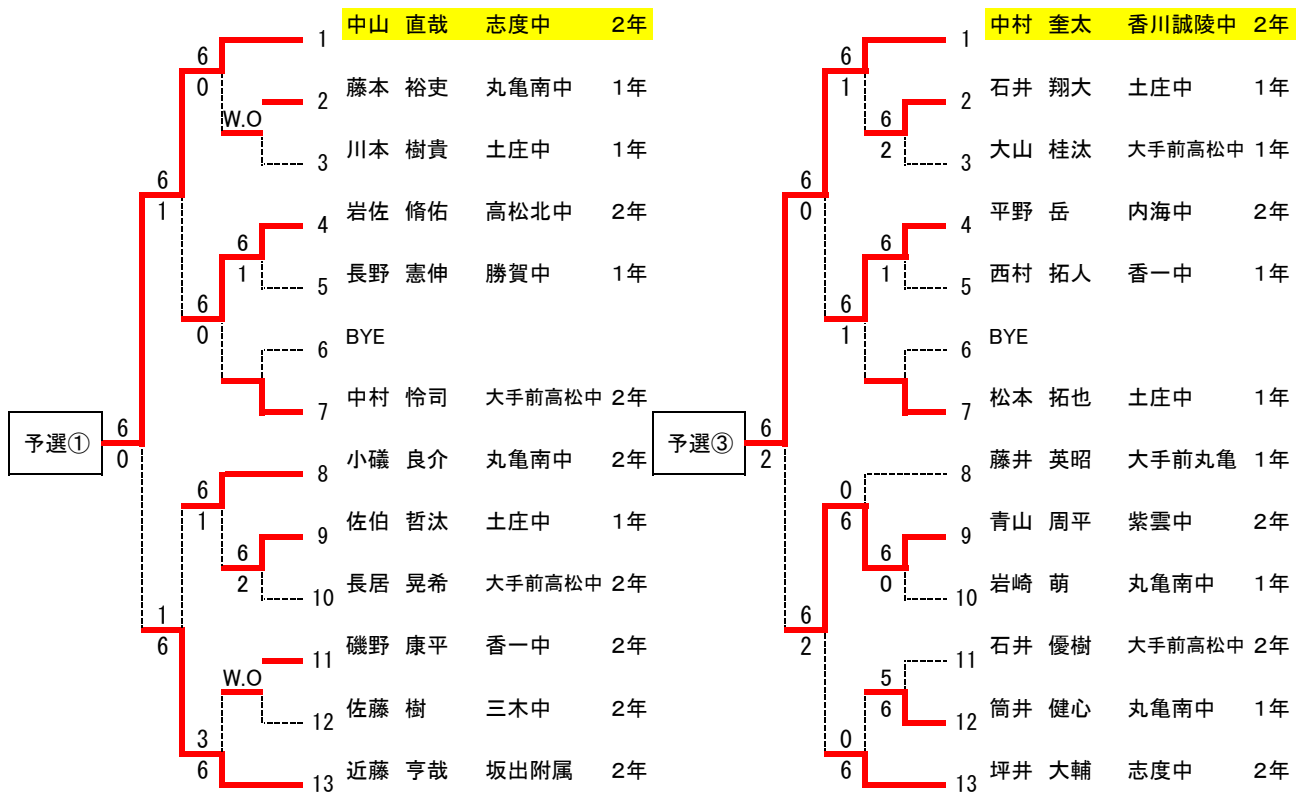 予選①
6
0
6
1
1
6
6
0
6
0
6
1
3
6
W.O
6
1
6
2
W.O
1 中山 直哉 志度中 2年
2 藤本 裕吏 丸亀南中 1年
3 川本 樹貴 土庄中 1年
4 岩佐 脩佑 高松北中 2年
5 長野 憲伸 勝賀中 1年
6 BYE
7 中村 怜司 大手前高松中 2年
8 小磯 良介 丸亀南中 2年
9 佐伯 哲汰 土庄中 1年
10 長居 晃希 大手前高松中 2年
11 磯野 康平 香一中 2年
12 佐藤 樹 三木中 2年
13 近藤 亨哉 坂出附属 2年
予選③
6
2
6
0
6
2
6
1
6
1
0
6
0
6
6
2
6
1
6
0
5
6
1 中村 奎太 香川誠陵中 2年
2 石井 翔大 土庄中 1年
3 大山 桂汰 大手前高松中 1年
4 平野 岳 内海中 2年
5 西村 拓人 香一中 1年
6 BYE
7 松本 拓也 土庄中 1年
8 藤井 英昭 大手前丸亀 1年
9 青山 周平 紫雲中 2年
10 岩崎 萌 丸亀南中 1年
11 石井 優樹 大手前高松中 2年
12 筒井 健心 丸亀南中 1年
13 坪井 大輔 志度中 2年